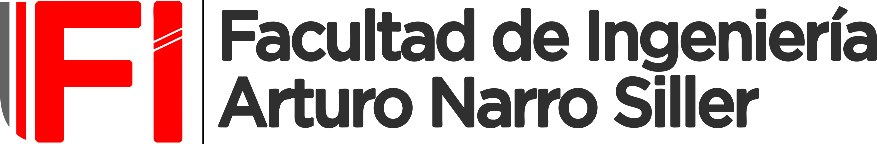 FI
Facultad de Ingeniería
Arturo Narro Siller